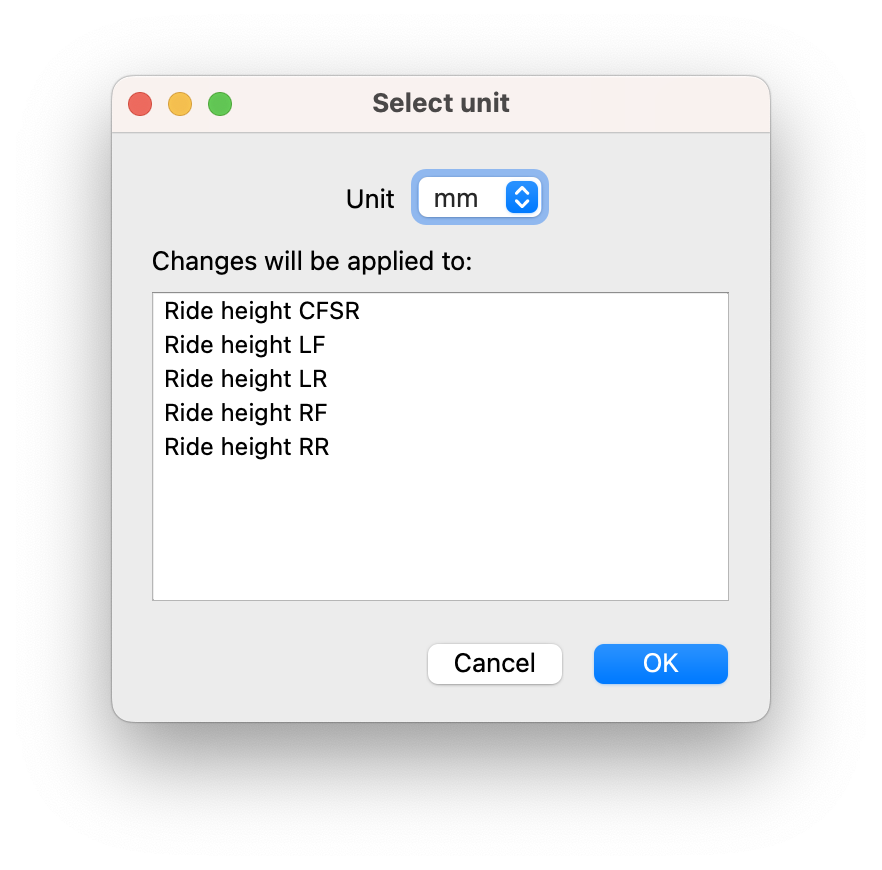 Select unit
Unit mm
Changes will be applied to:
Ride height CFSR
Ride height LF
Ride height LR
Ride height RF
Ride height RR
Cancel OK